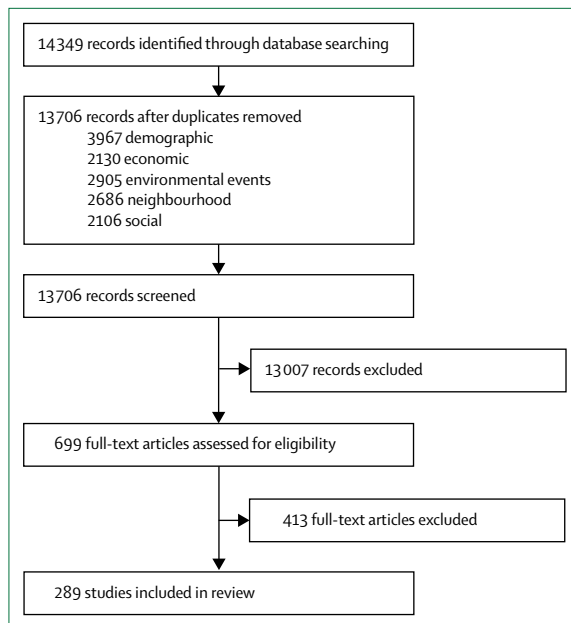 14349 records identified through database searching
13706 records after duplicates removed
3967 demographic
2130 economic
2905 environmental events
2686 neighbourhood
2106 social
13706 records screened
13007 records excluded
699 full-text articles assessed for eligibility
413 full-text articles excluded
289 studies included in review